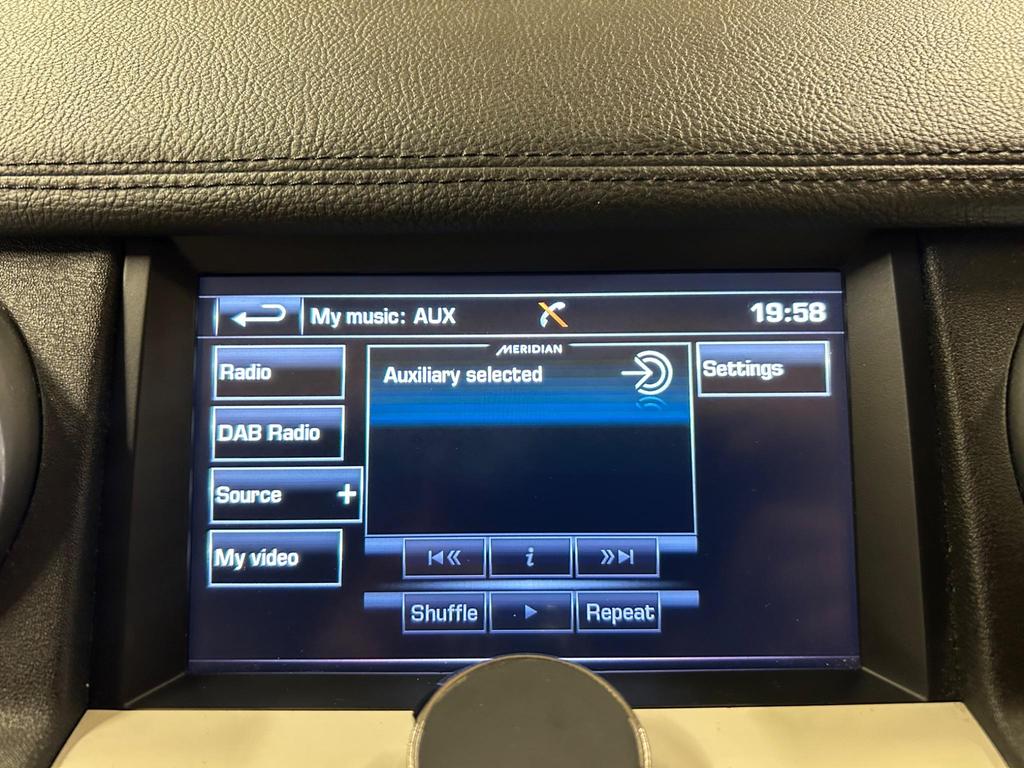 My music: AUX
19:58
Radio
DAB Radio
Source +
My video
MERIDIAN
Auxiliary selected
Settings
i
Shuffle
Repeat